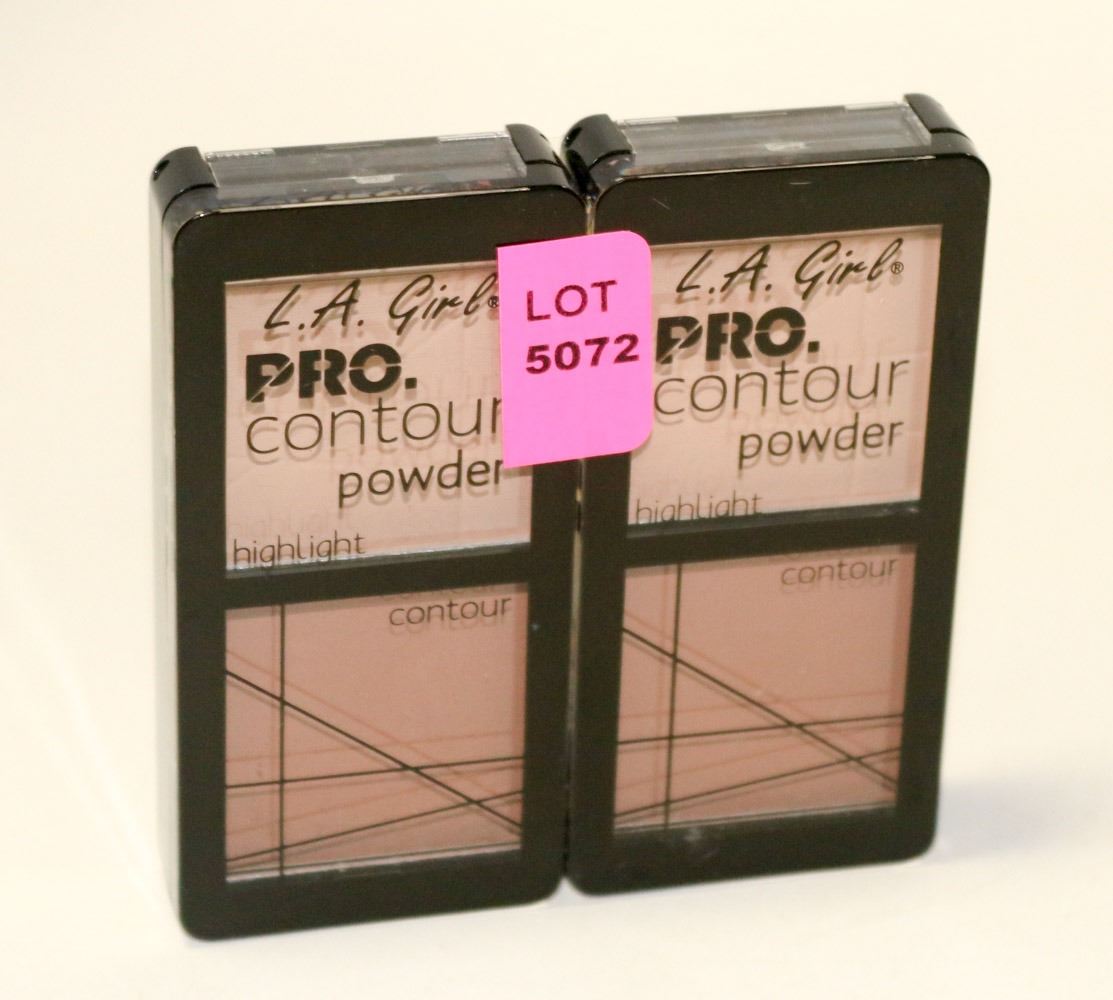 L.A. Girl®
PRO.
contour
powder
highlight
contour
LOT
5072
L.A. Girl®
PRO.
contour
powder
highlight
contour